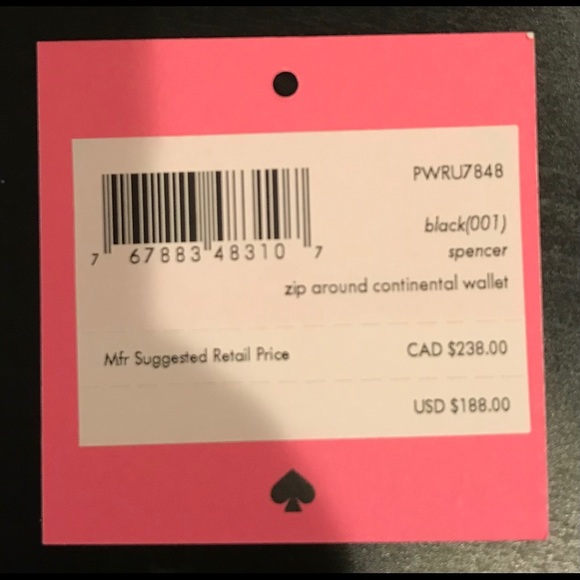 PWRU7848
7 67883 48310 7
black(001)
spencer
zip around continental wallet
Mfr Suggested Retail Price CAD $238.00
USD $188.00